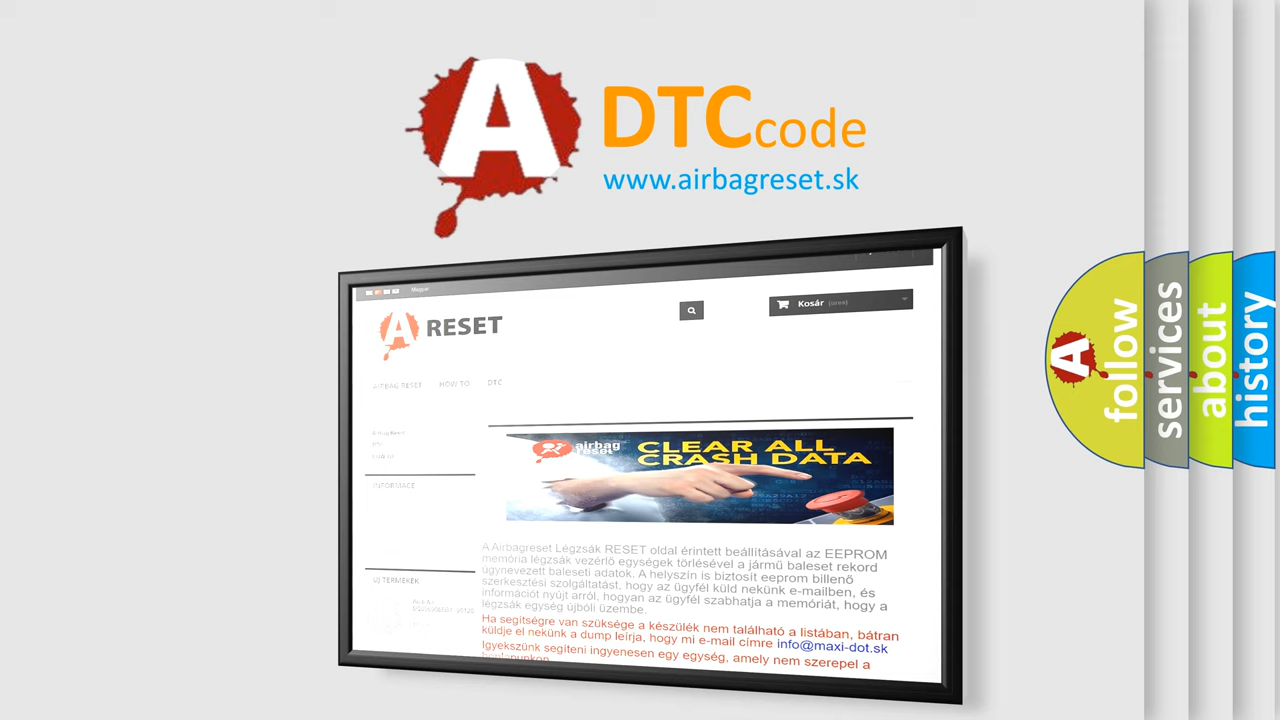 A
DTCcode
www.airbagreset.sk
Magyar
A RESET
Kosár (üres)
AIRBAG RESET HOW TO DTC
INFORMACE
airbag
reset
CLEAR ALL
CRASH DATA
A Airbagreset Légzsák RESET oldal érintett beállításával az EEPROM
memória légzsák vezérlő egységek törlésével a jármű baleset rekord
úgynevezett baleseti adatok. A helyszín is biztosít eeprom billenő
szerkesztési szolgáltatást, hogy az ügyfél küld nekünk e-mailben, és
információt nyújt arról, hogyan az ügyfél szabhatja a memóriát, hogy a
légzsák egység újbóli üzembe.
ÚJ TERMÉKEK
Ha segítségre van szüksége a készülék nem található a listában, bátran
küldje el nekünk a dump leírja, hogy mi e-mail címre info@maxi-dot.sk
Igyekszünk segíteni ingyenesen egy egység, amely nem szerepel a
A follow
services
about
history